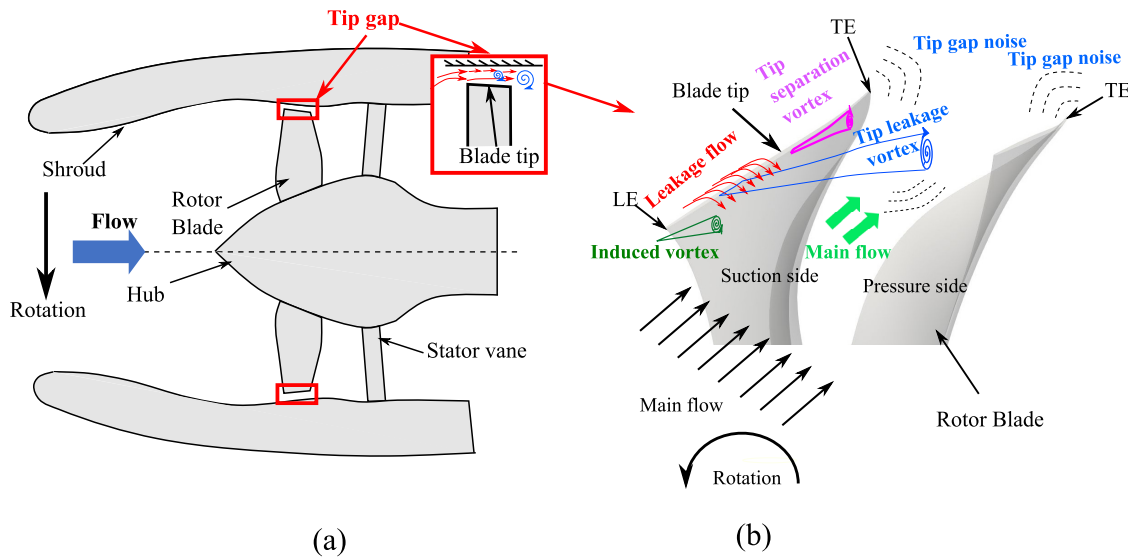 Tip gap
Blade tip
Shroud
Rotor
Blade
Flow
Hub
Rotation
Stator vane
(a)
TE
Tip gap noise
Tip gap noise
TE
Blade tip
Tip
separation
vortex
Tip leakage
vortex
Leakage flow
LE
Induced vortex
Main flow
Suction side
Pressure side
Main flow
Rotor Blade
Rotation
(b)